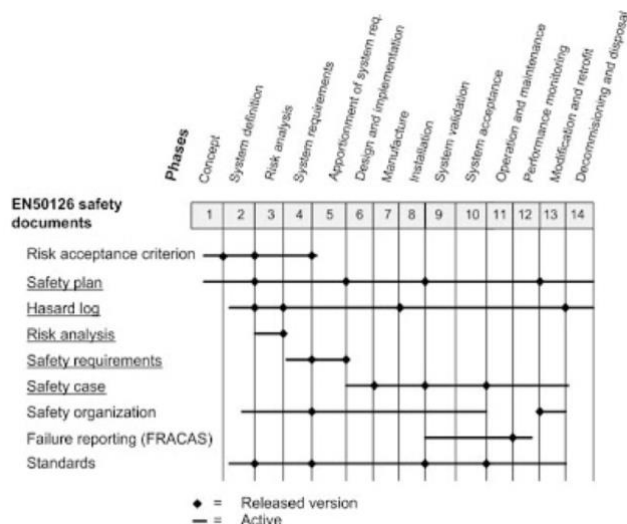 Phases
Concept
System definition
Risk analysis
System requirements
Apportionment of system req.
Design and implementation
Manufacture
Installation
System validation
System acceptance
Operation and maintenance
Performance monitoring
Modification and retrofit
Decommisioning and disposal
EN50126 safety
documents
1 2 3 4 5 6 7 8 9 10 11 12 13 14
Risk acceptance criterion
Safety plan
Hasard log
Risk analysis
Safety requirements
Safety case
Safety organization
Failure reporting (FRACAS)
Standards
= Released version
= Active